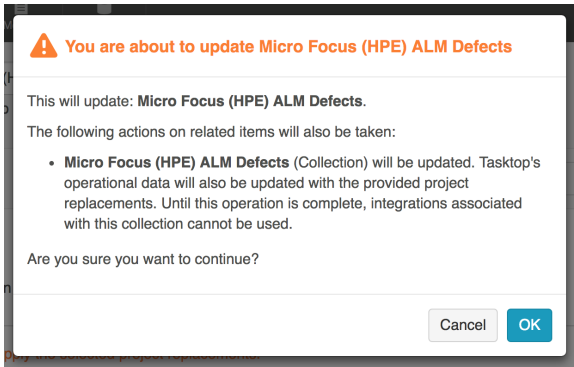 You are about to update Micro Focus (HPE) ALM Defects
This will update: Micro Focus (HPE) ALM Defects.
The following actions on related items will also be taken:
• Micro Focus (HPE) ALM Defects (Collection) will be updated. Tasktop's
operational data will also be updated with the provided project
replacements. Until this operation is complete, integrations associated
with this collection cannot be used.
Are you sure you want to continue?
Cancel
OK